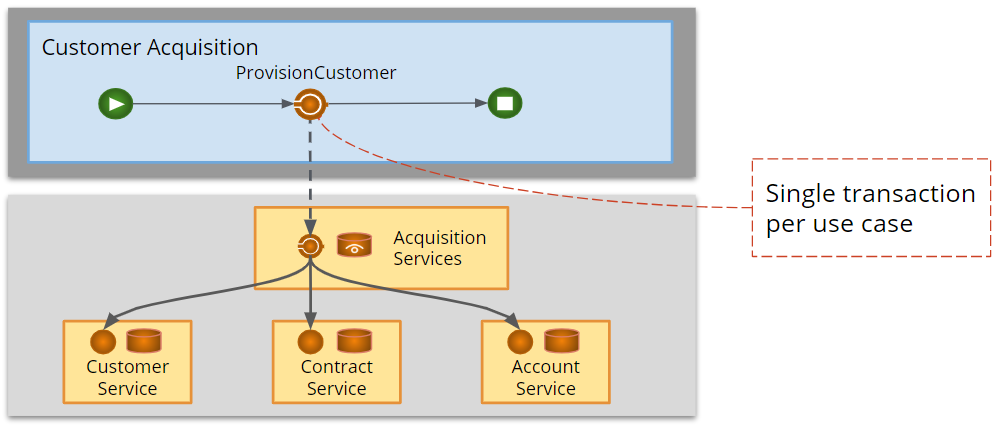 Customer Acquisition
ProvisionCustomer
Single transaction
per use case
Acquisition
Services
Customer
Service
Contract
Service
Account
Service